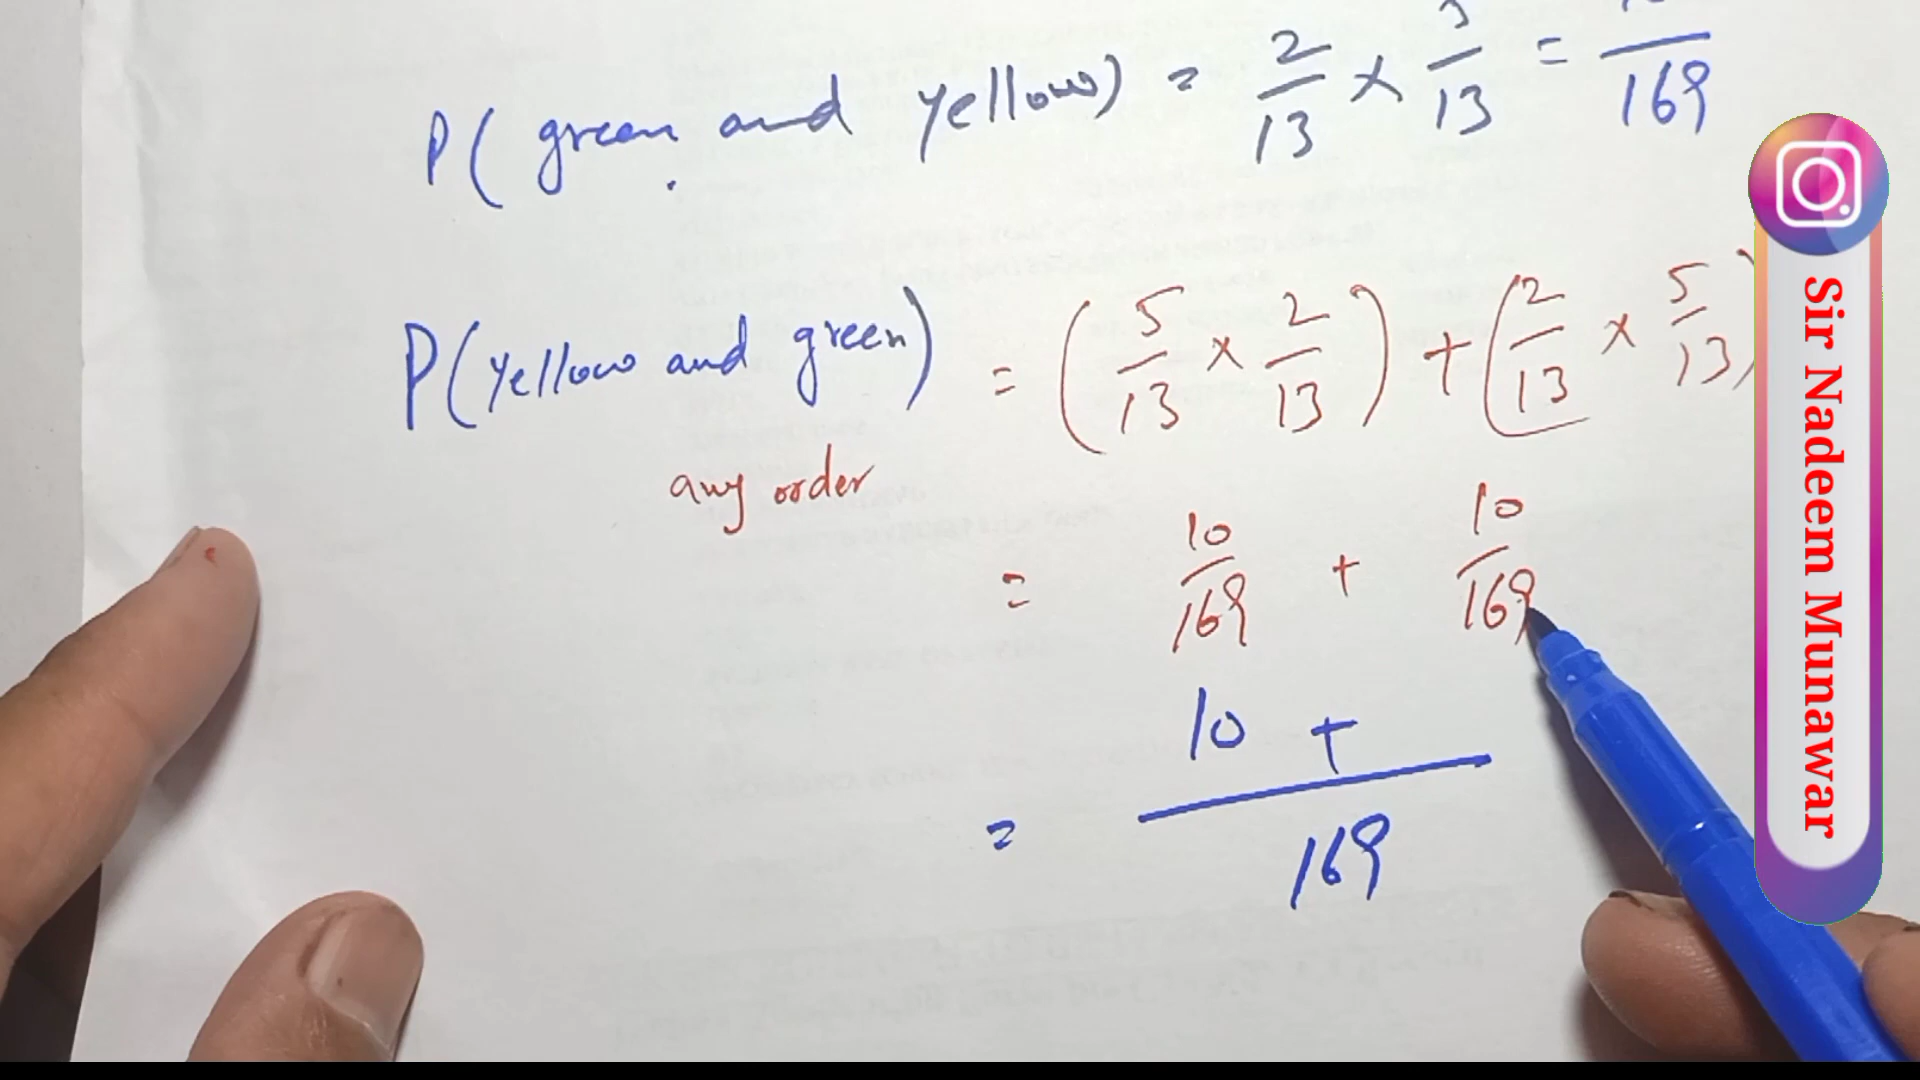 P( green and yellow) = 2/13 × 5/13 = 10/169
P(yellow and green) = (5/13 × 2/13) + (2/13 × 5/13)
any order
= 10/169 + 10/169
= 10 + /169
Sir Nadeem Munawar